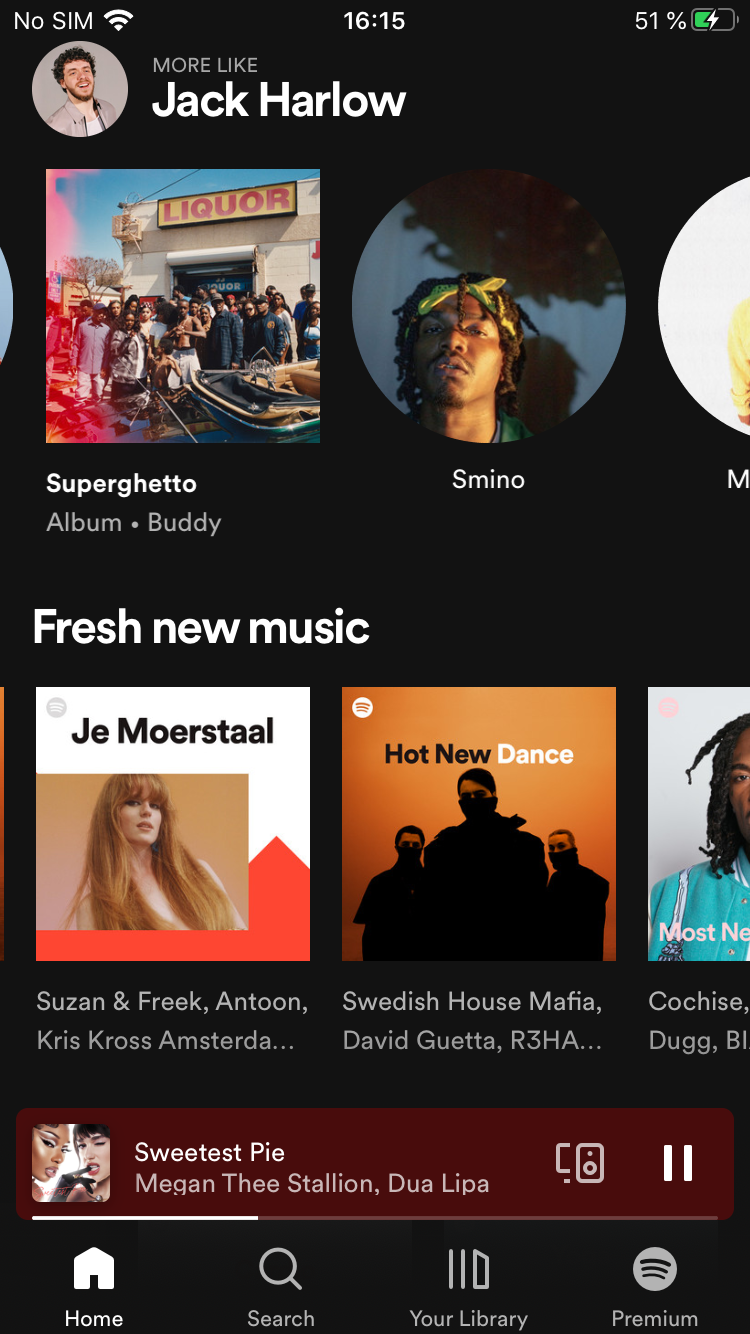 No SIM 16:15 51 %
MORE LIKE
Jack Harlow
LIQUOR
Superghetto
Album • Buddy
Smino
M
Fresh new music
Je Moerstaal
Hot New Dance
Most Ne
Suzan & Freek, Antoon,
Kris Kross Amsterda...
Swedish House Mafia,
David Guetta, R3HA...
Cochise,
Dugg, Bl
Sweetest Pie
Megan Thee Stallion, Dua Lipa
Home Search Your Library Premium